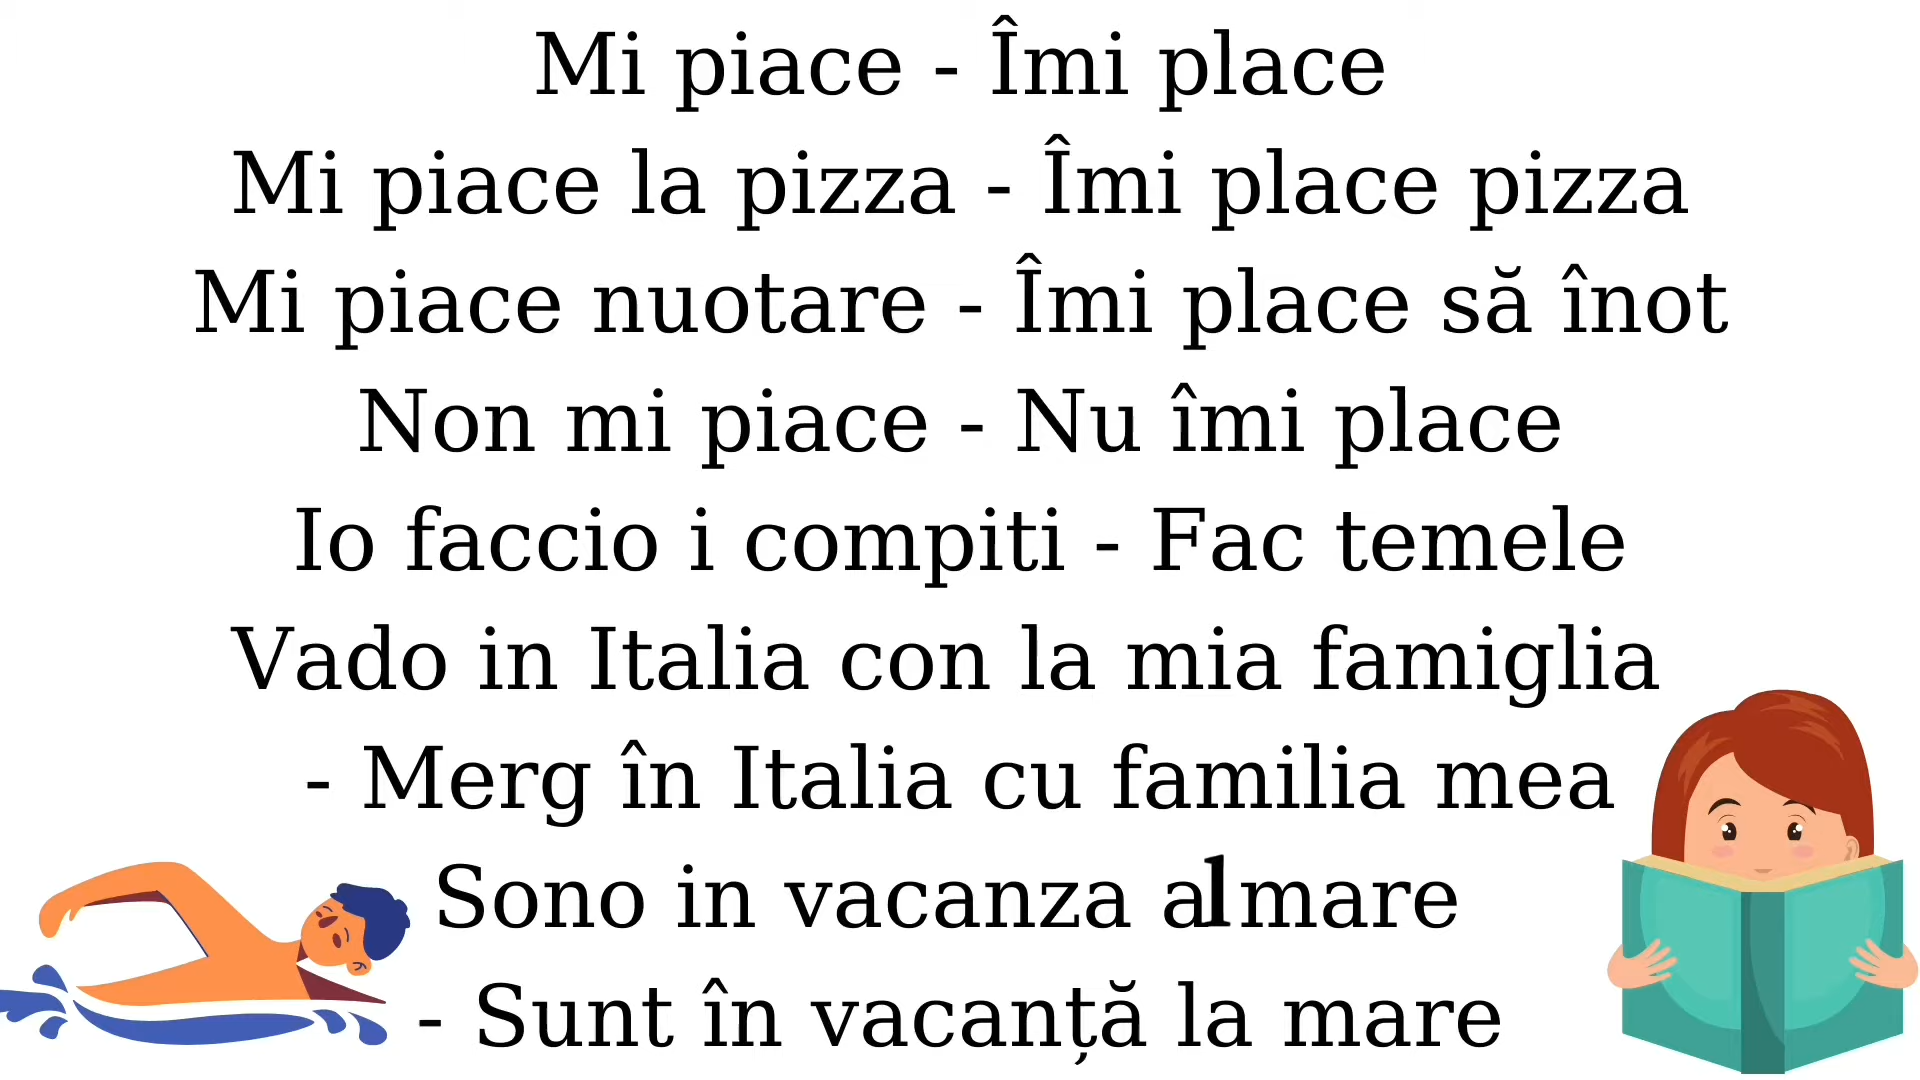 Mi piace - Îmi place
Mi piace la pizza - Îmi place pizza
Mi piace nuotare - Îmi place să înot
Non mi piace - Nu îmi place
Io faccio i compiti - Fac temele
Vado in Italia con la mia famiglia
- Merg în Italia cu familia mea
Sono in vacanza al mare
- Sunt în vacanță la mare